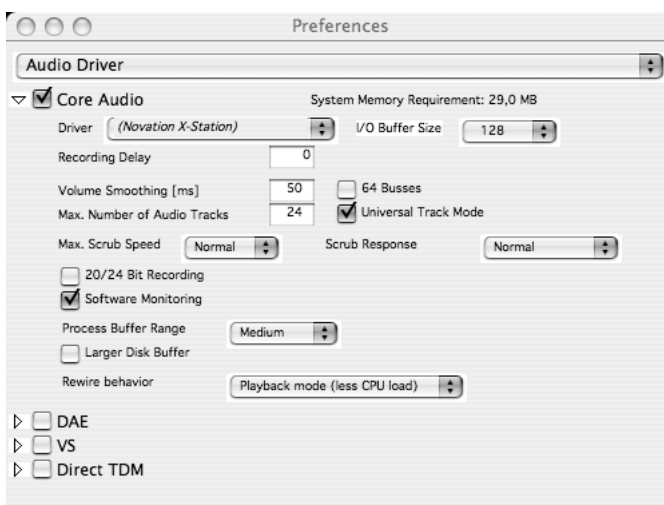 Preferences
Audio Driver
Core Audio System Memory Requirement: 29,0 MB
Driver (Novation X-Station) I/O Buffer Size 128
Recording Delay 0
Volume Smoothing [ms] 50 64 Busses
Max. Number of Audio Tracks 24 Universal Track Mode
Max. Scrub Speed Normal Scrub Response Normal
20/24 Bit Recording
Software Monitoring
Process Buffer Range Medium
Larger Disk Buffer
Rewire behavior Playback mode (less CPU load)
DAE
VS
Direct TDM